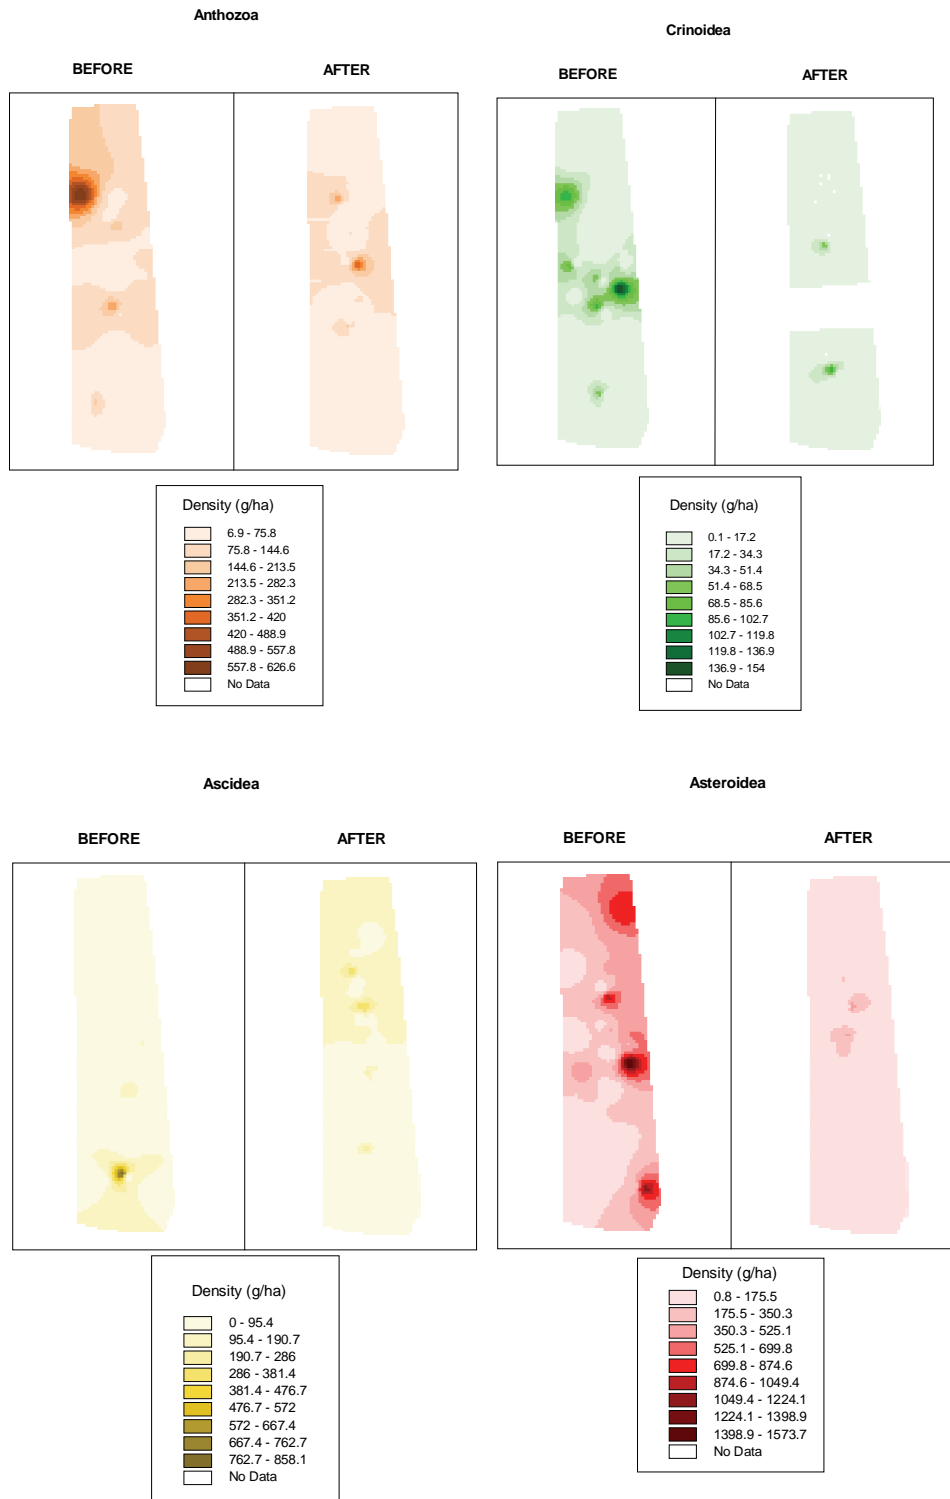 Anthozoa
BEFORE
AFTER
Density (g/ha)
6.9 - 75.8
75.8 - 144.6
144.6 - 213.5
213.5 - 282.3
282.3 - 351.2
351.2 - 420
420 - 488.9
488.9 - 557.8
557.8 - 626.6
No Data
Crinoidea
BEFORE
AFTER
Density (g/ha)
0.1 - 17.2
17.2 - 34.3
34.3 - 51.4
51.4 - 68.5
68.5 - 85.6
85.6 - 102.7
102.7 - 119.8
119.8 - 136.9
136.9 - 154
No Data
Ascidea
BEFORE
AFTER
Density (g/ha)
0 - 95.4
95.4 - 190.7
190.7 - 286
286 - 381.4
381.4 - 476.7
476.7 - 572
572 - 667.4
667.4 - 762.7
762.7 - 858.1
No Data
Asteroidea
BEFORE
AFTER
Density (g/ha)
0.8 - 175.5
175.5 - 350.3
350.3 - 525.1
525.1 - 699.8
699.8 - 874.6
874.6 - 1049.4
1049.4 - 1224.1
1224.1 - 1398.9
1398.9 - 1573.7
No Data